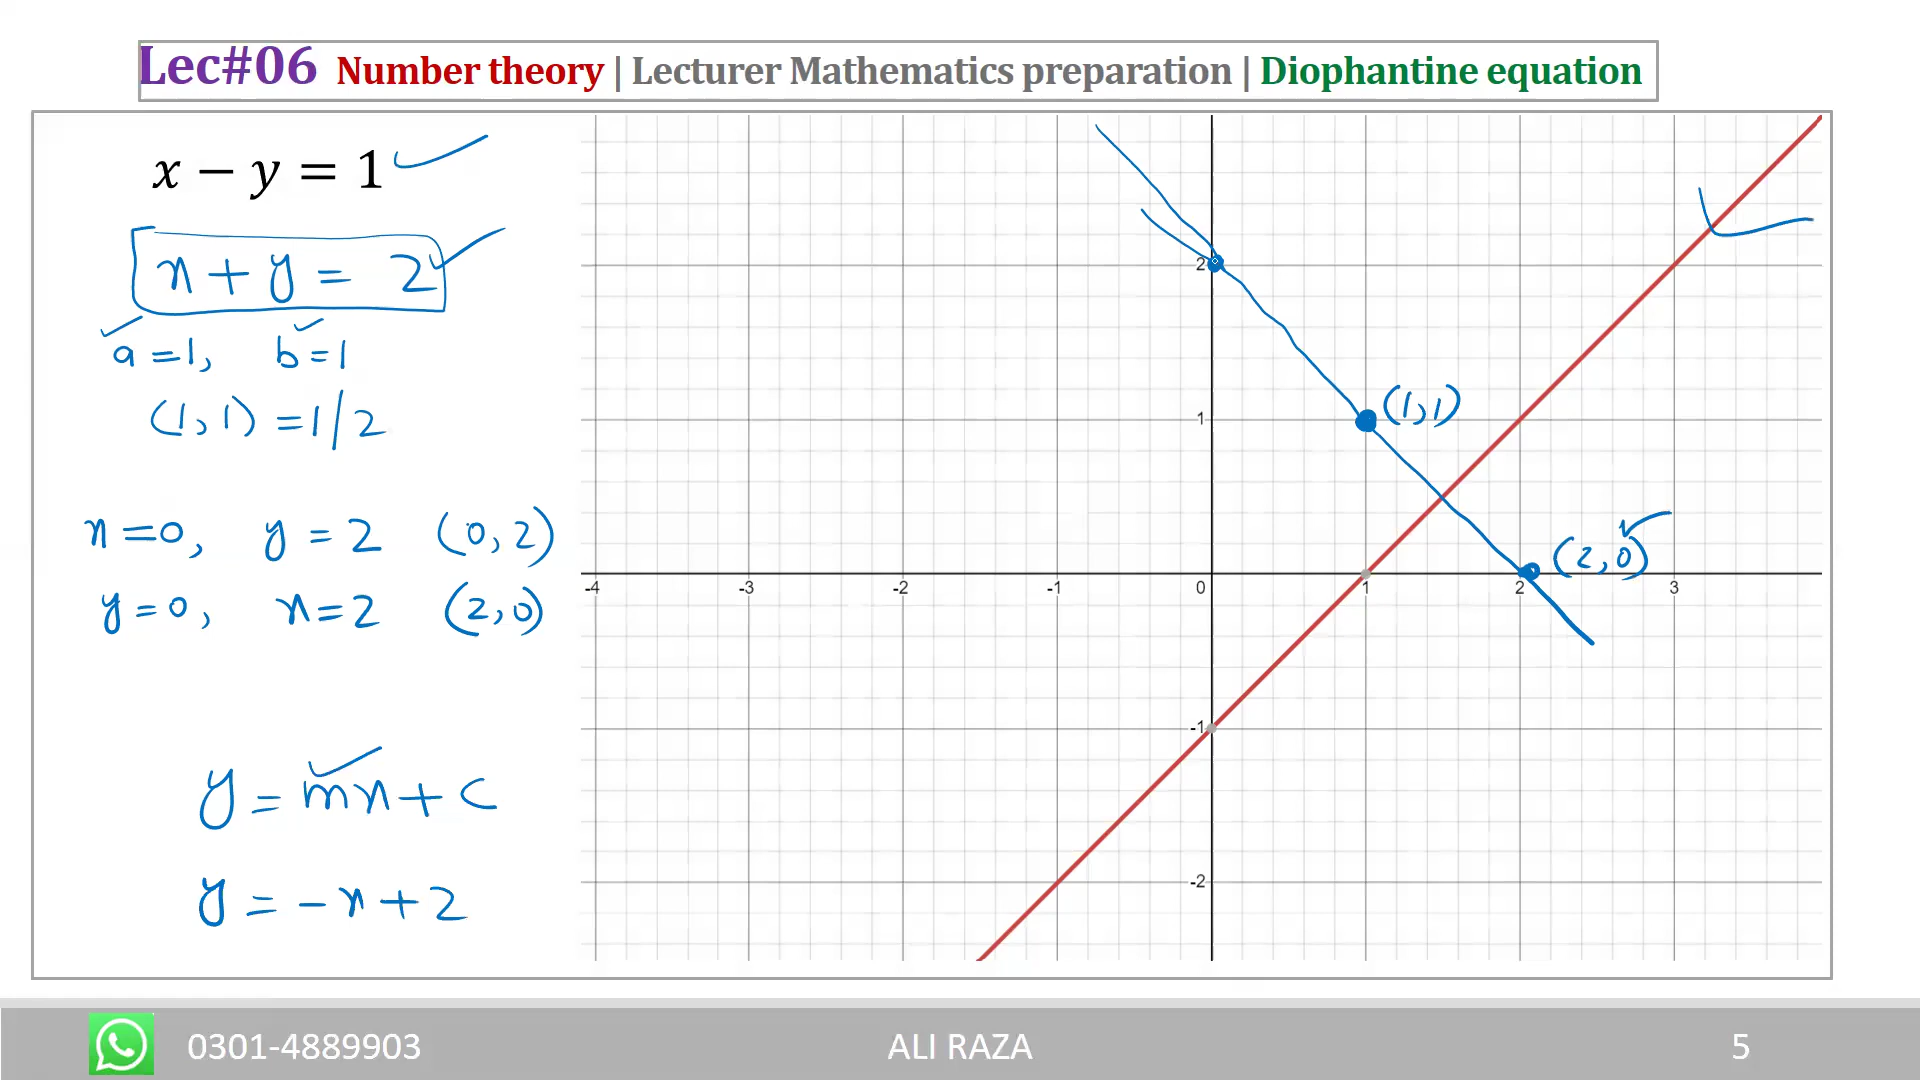 Lec#06 Number theory | Lecturer Mathematics preparation | Diophantine equation
x − y = 1
x + y = 2
a = 1, b = 1
(1, 1) = 1/2
x = 0, y = 2 (0, 2)
y = 0, x = 2 (2, 0)
y = mx + c
y = −x + 2
2
1
(1,1)
(2,0)
-4 -3 -2 -1 0 1 2 3
-1
-2
0301-4889903 ALI RAZA 5